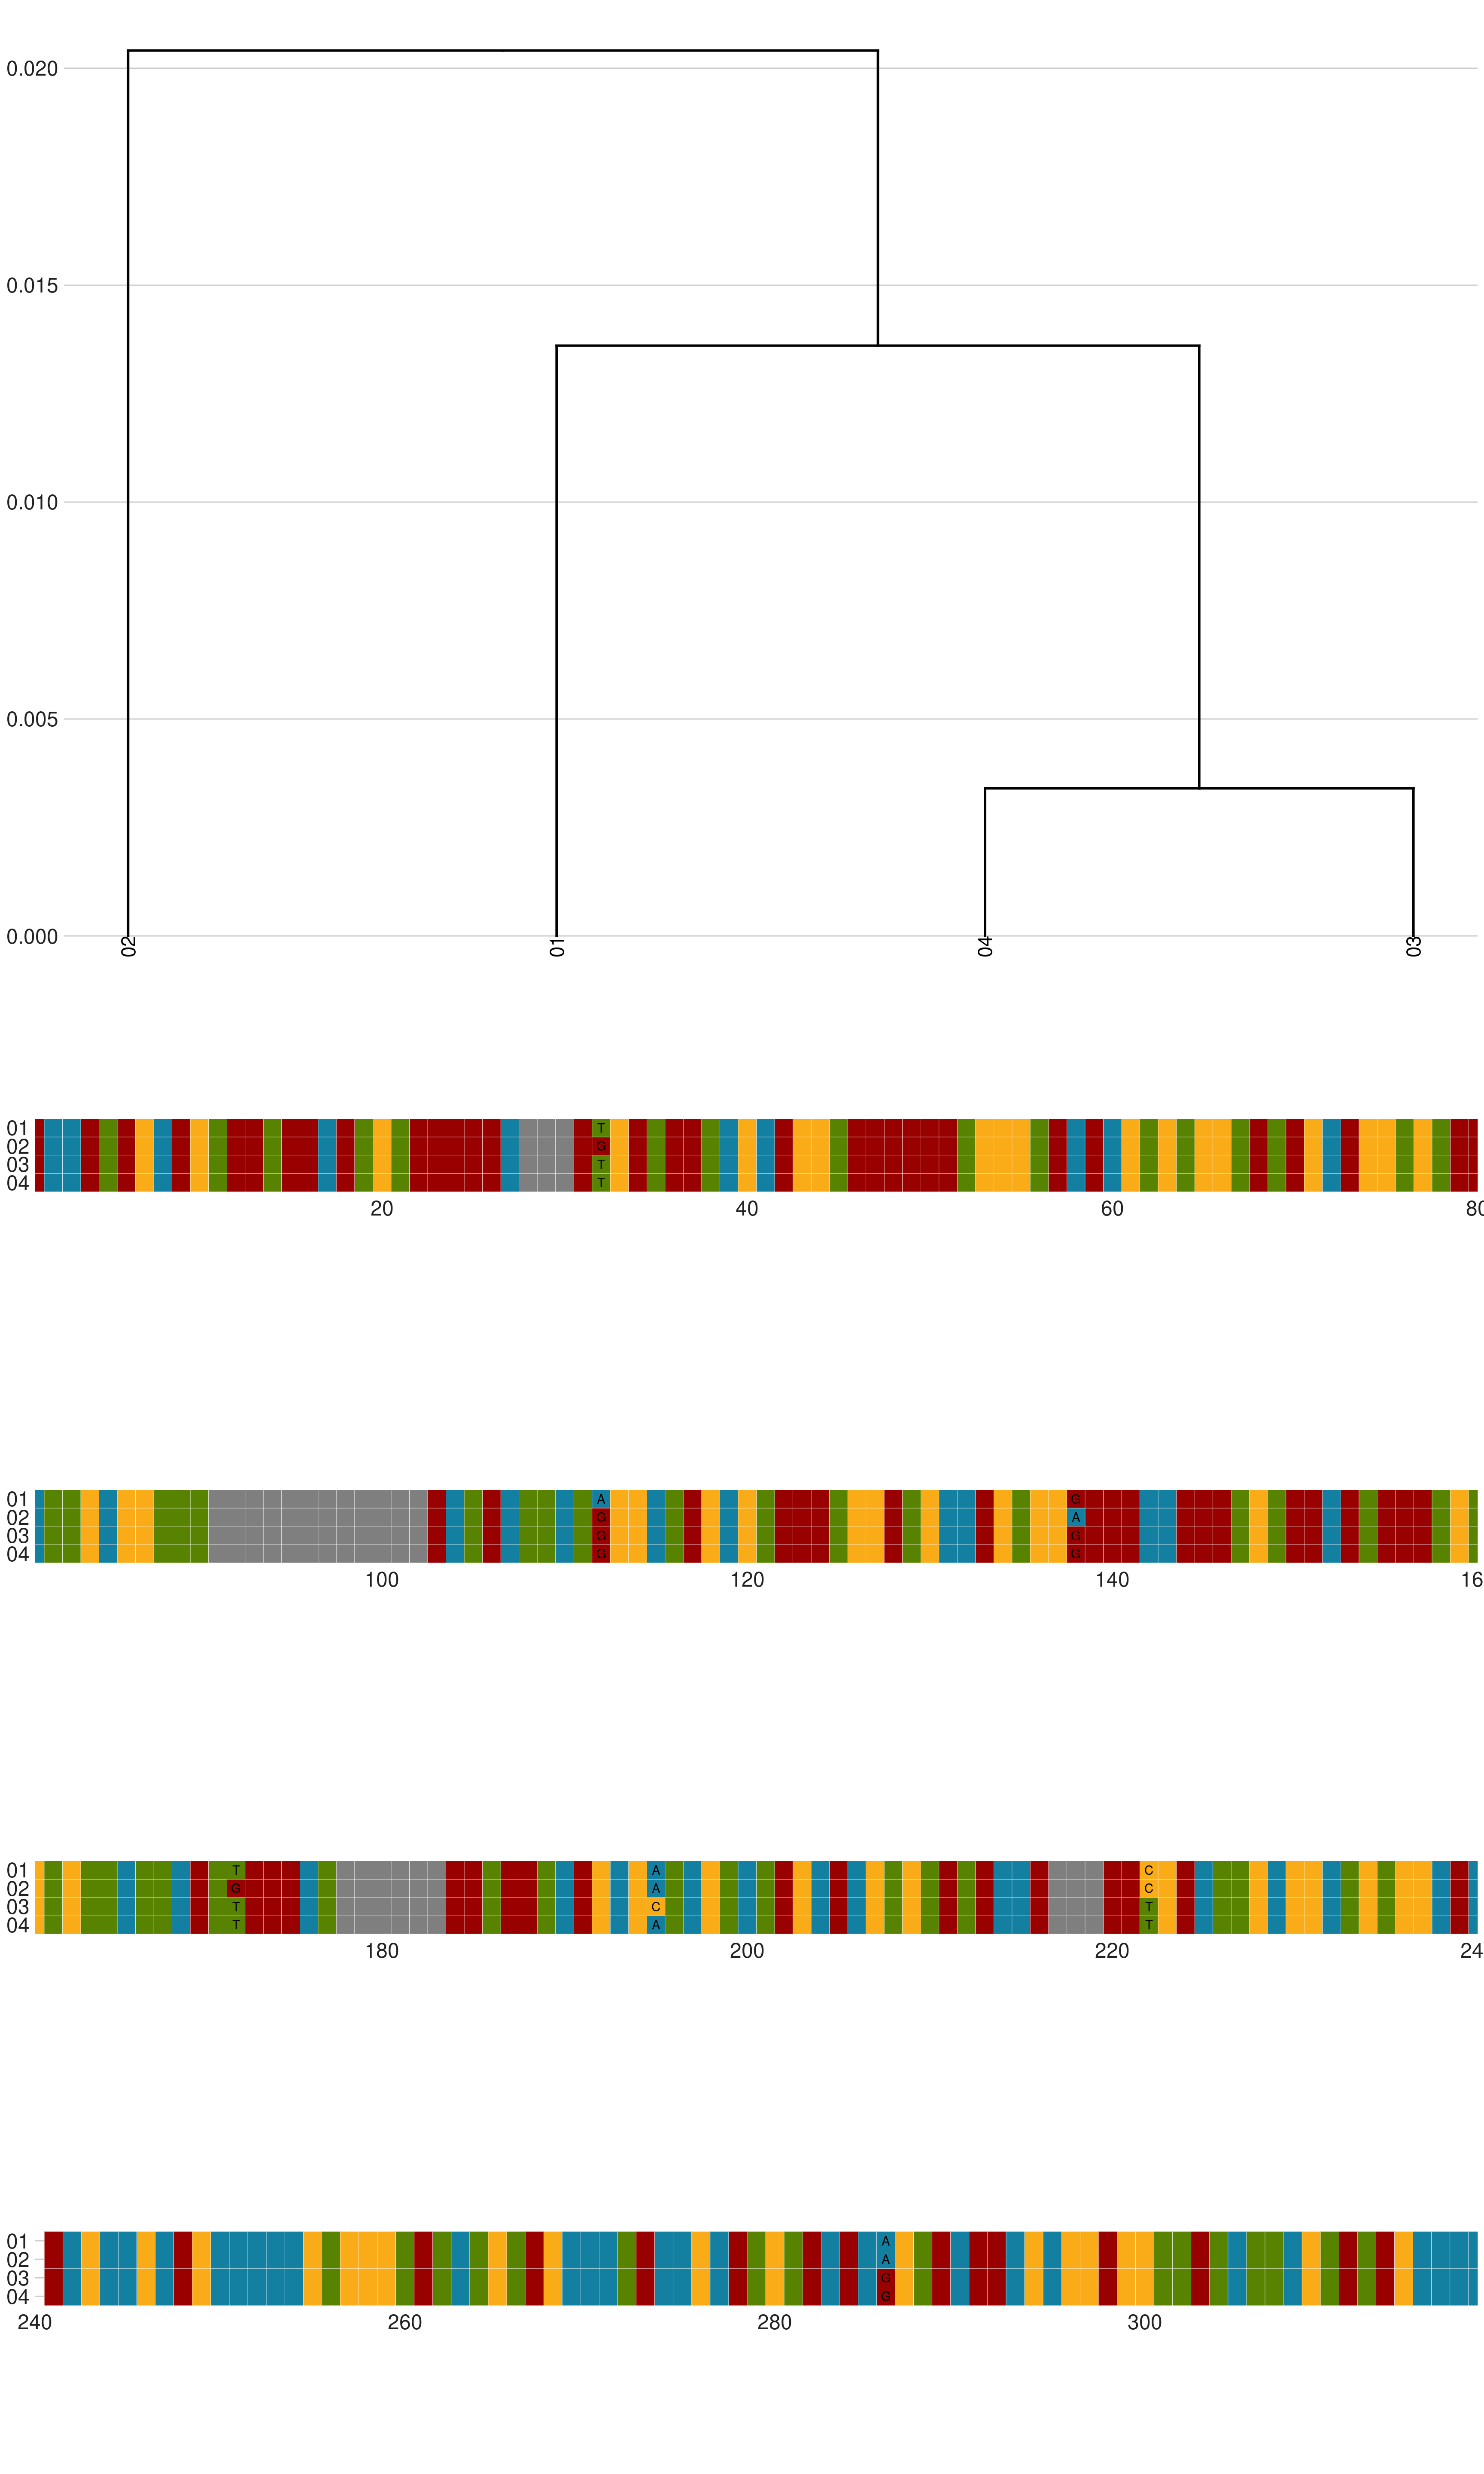 0.020
0.015
0.010
0.005
0.000
02 01 04 03
01 T
02 G
03 T
04 T
20 40 60 80
01 A G
02 G A
03 G G
04 G G
100 120 140 16
01 T A C
02 G A C
03 T C T
04 T A T
180 200 220 24
01 A
02 A
03 G
04 G
240 260 280 300